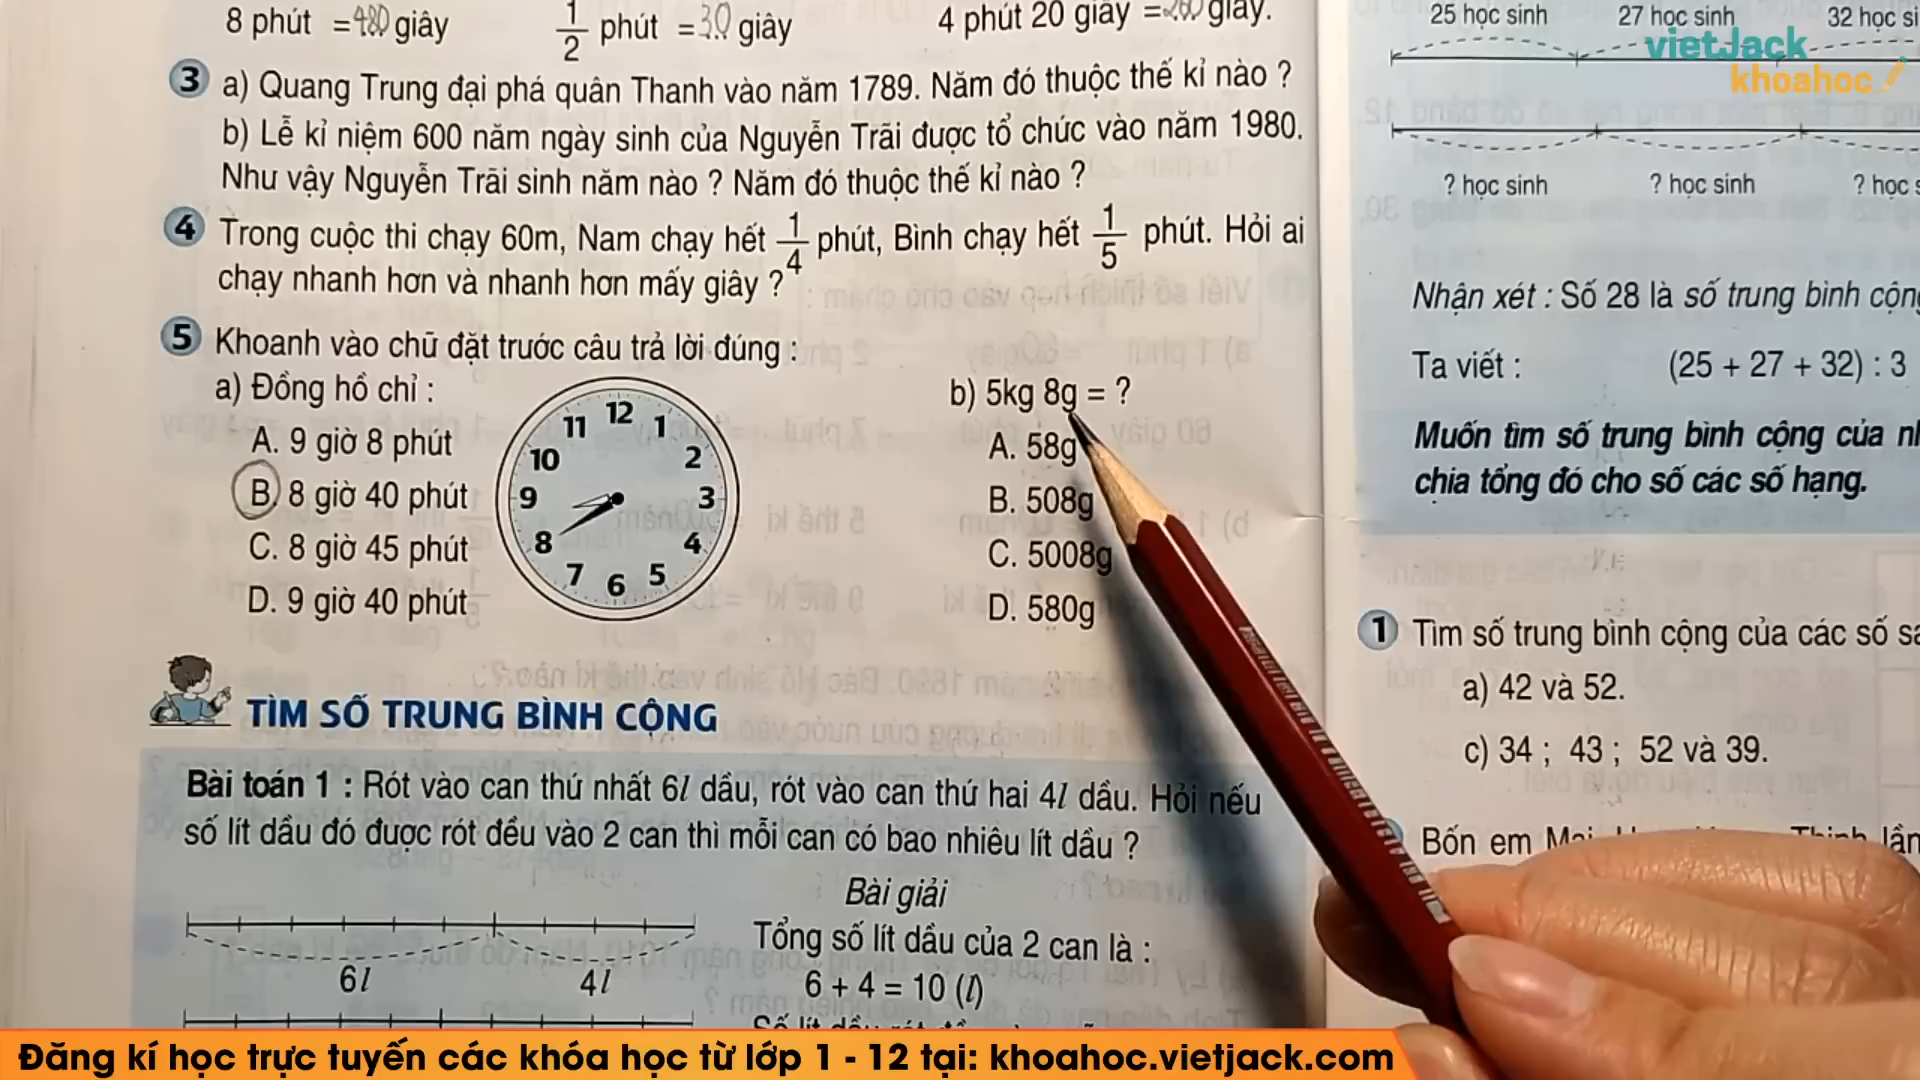 8 phút = 480 giây
1/2 phút = 30 giây
4 phút 20 giây = 260 giây.
3 a) Quang Trung đại phá quân Thanh vào năm 1789. Năm đó thuộc thế kỉ nào ?
b) Lễ kỉ niệm 600 năm ngày sinh của Nguyễn Trãi được tổ chức vào năm 1980.
Như vậy Nguyễn Trãi sinh năm nào ? Năm đó thuộc thế kỉ nào ?
4 Trong cuộc thi chạy 60m, Nam chạy hết 1/4 phút, Bình chạy hết 1/5 phút. Hỏi ai
chạy nhanh hơn và nhanh hơn mấy giây ?
5 Khoanh vào chữ đặt trước câu trả lời đúng :
a) Đồng hồ chỉ :
A. 9 giờ 8 phút
B. 8 giờ 40 phút
C. 8 giờ 45 phút
D. 9 giờ 40 phút
12
1
2
3
4
5
6
7
8
9
10
11
b) 5kg 8g = ?
A. 58g
B. 508g
C. 5008g
D. 580g
TÌM SỐ TRUNG BÌNH CỘNG
Bài toán 1 : Rót vào can thứ nhất 6l dầu, rót vào can thứ hai 4l dầu. Hỏi nếu
số lít dầu đó được rót đều vào 2 can thì mỗi can có bao nhiêu lít dầu ?
6l
4l
Bài giải
Tổng số lít dầu của 2 can là :
6 + 4 = 10 (l)
Số lít dầu
25 học sinh
27 học sinh
32 học
vietJack
khoahoc
? học sinh
? học sinh
? học
Nhận xét : Số 28 là số trung bình
Ta viết :
(25 + 27 + 32) : 3
Muốn tìm số trung bình cộng của
chia tổng đó cho số các số hạng.
1 Tìm số trung bình cộng của các số
a) 42 và 52.
c) 34 ; 43 ; 52 và 39.
Bốn em
Đăng kí học trực tuyến các khóa học từ lớp 1 - 12 tại: khoahoc.vietjack.com